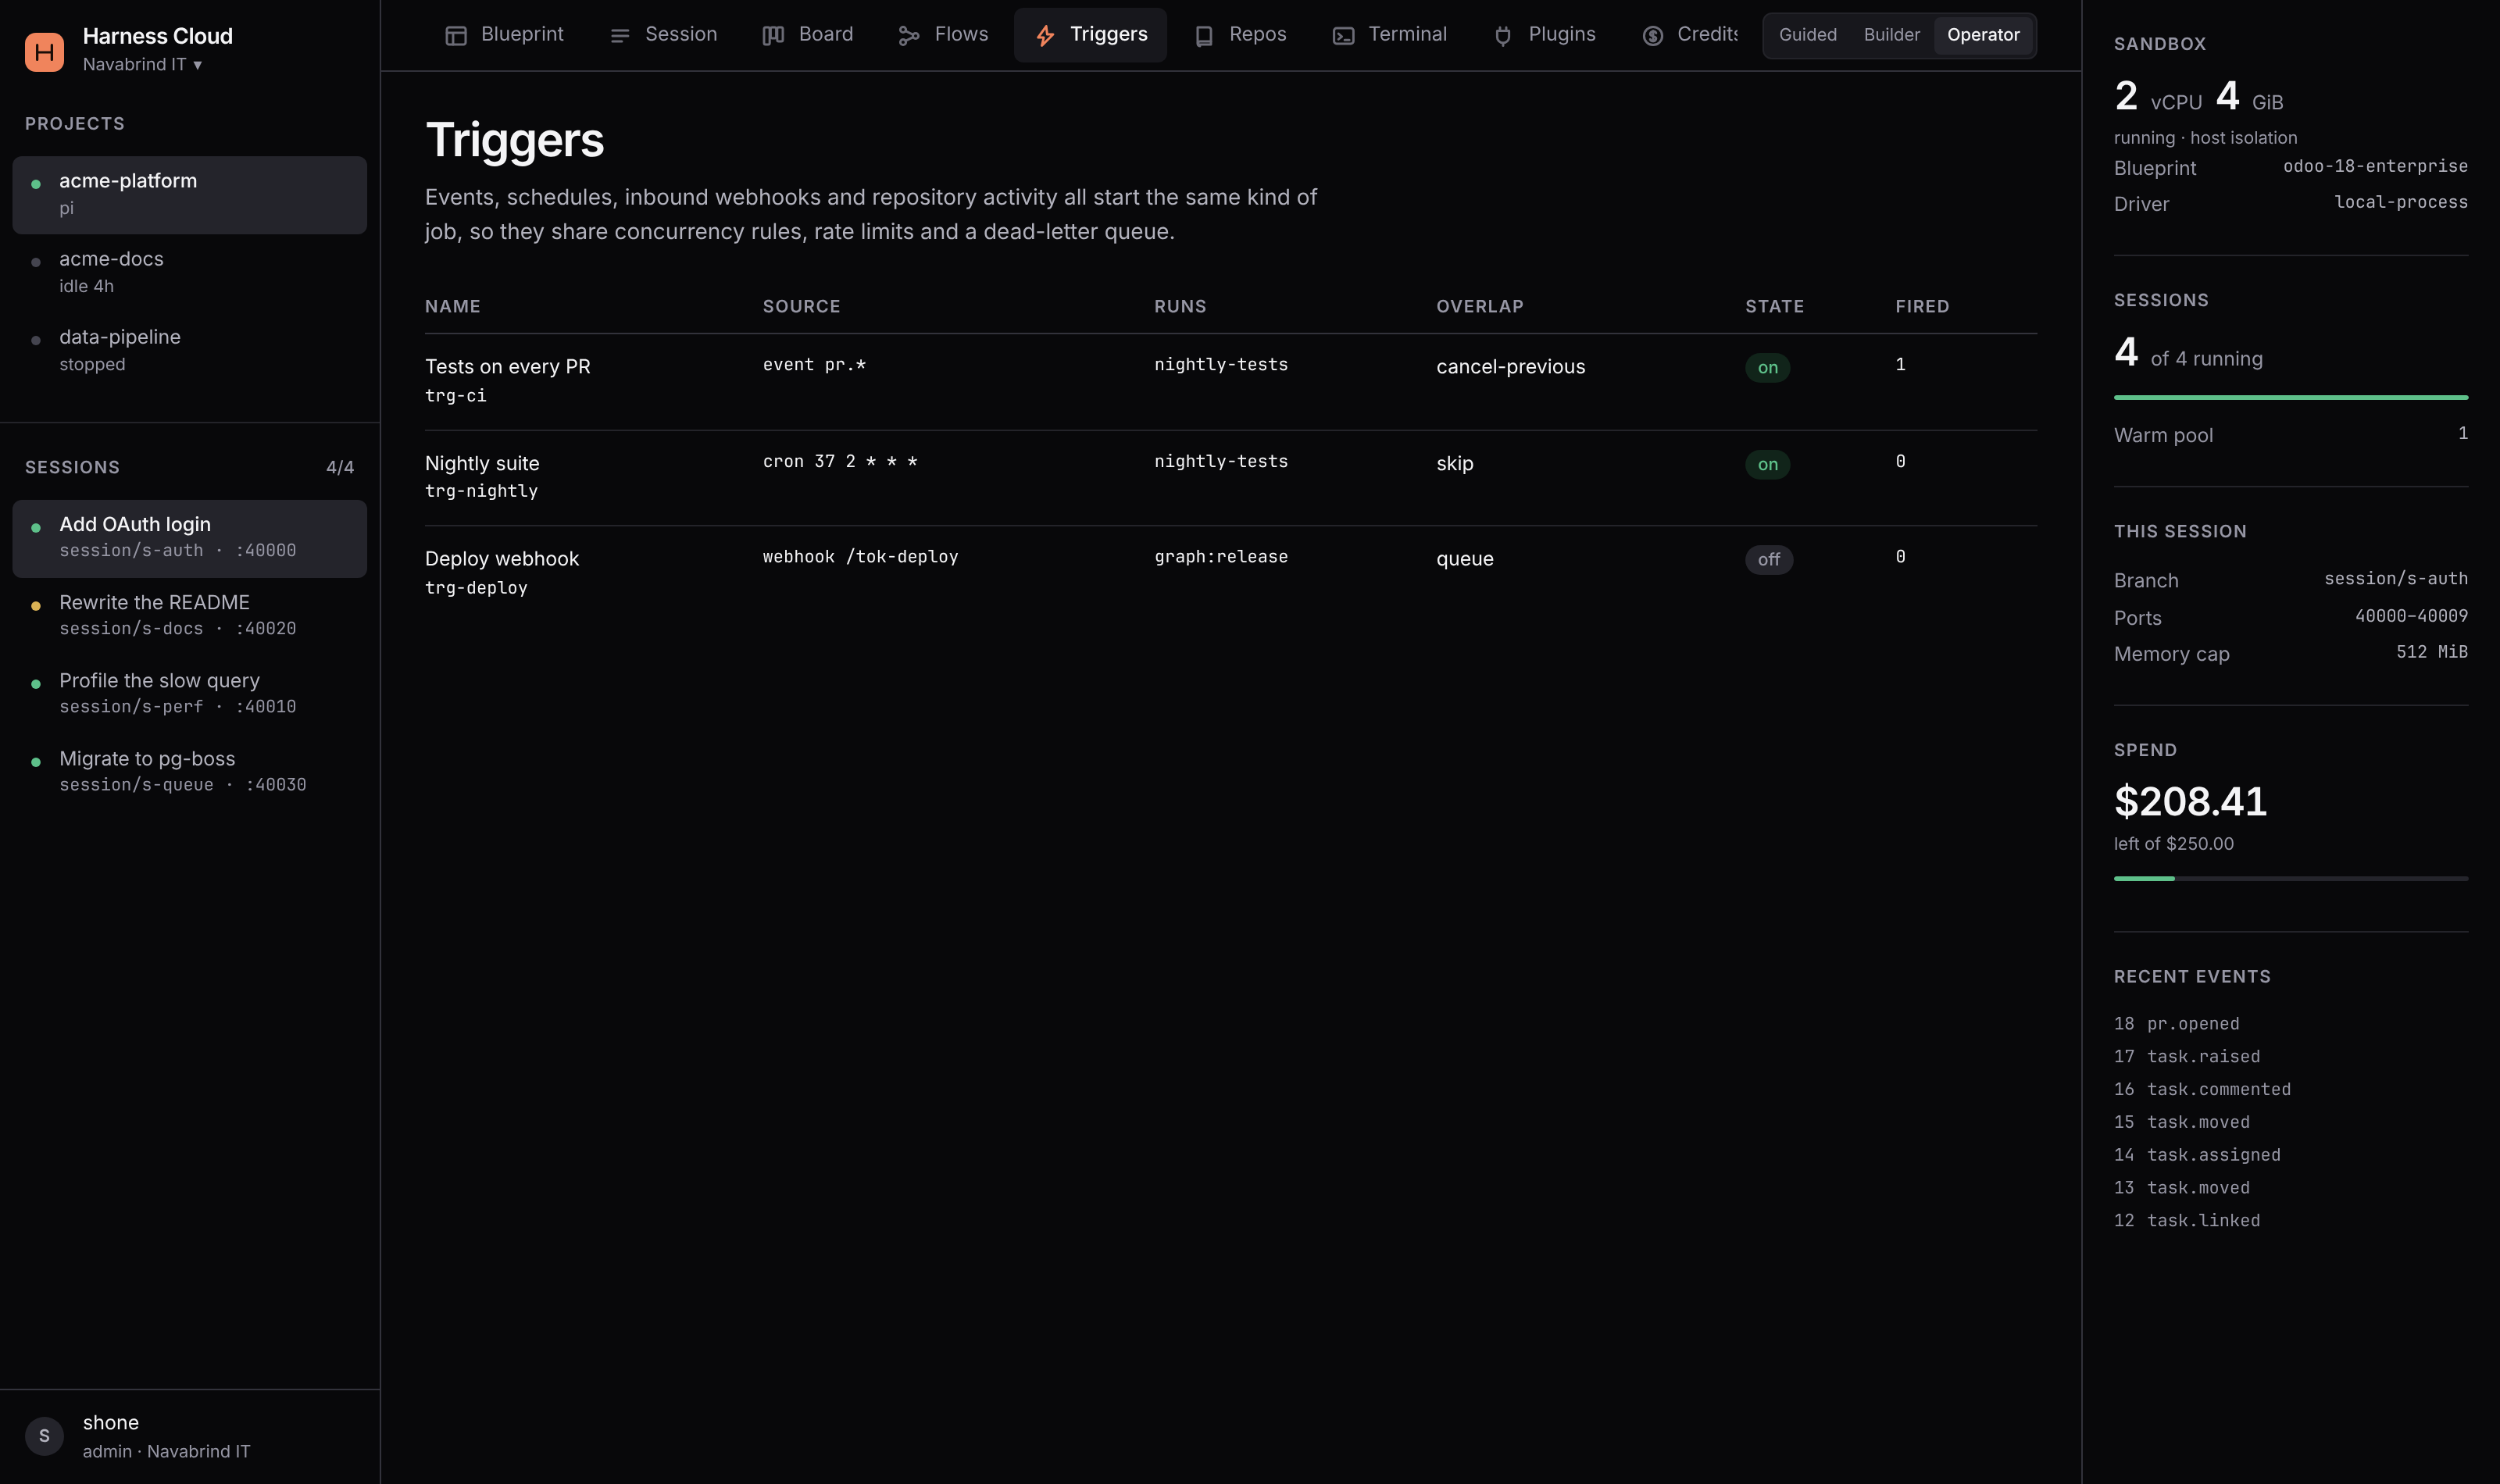 Harness Cloud
Navabrind IT ▾
PROJECTS
acme-platform
pi
acme-docs
idle 4h
data-pipeline
stopped
SESSIONS 4/4
Add OAuth login
session/s-auth · :40000
Rewrite the README
session/s-docs · :40020
Profile the slow query
session/s-perf · :40010
Migrate to pg-boss
session/s-queue · :40030
S
shone
admin · Navabrind IT
Blueprint Session Board Flows Triggers Repos Terminal Plugins Credits Guided Builder Operator
Triggers
Events, schedules, inbound webhooks and repository activity all start the same kind of
job, so they share concurrency rules, rate limits and a dead-letter queue.
NAME SOURCE RUNS OVERLAP STATE FIRED
Tests on every PR event pr.* nightly-tests cancel-previous on 1
trg-ci
Nightly suite cron 37 2 * * * nightly-tests skip on 0
trg-nightly
Deploy webhook webhook /tok-deploy graph:release queue off 0
trg-deploy
SANDBOX
2 vCPU 4 GiB
running · host isolation
Blueprint odoo-18-enterprise
Driver local-process
SESSIONS
4 of 4 running
Warm pool 1
THIS SESSION
Branch session/s-auth
Ports 40000–40009
Memory cap 512 MiB
SPEND
$208.41
left of $250.00
RECENT EVENTS
18 pr.opened
17 task.raised
16 task.commented
15 task.moved
14 task.assigned
13 task.moved
12 task.linked